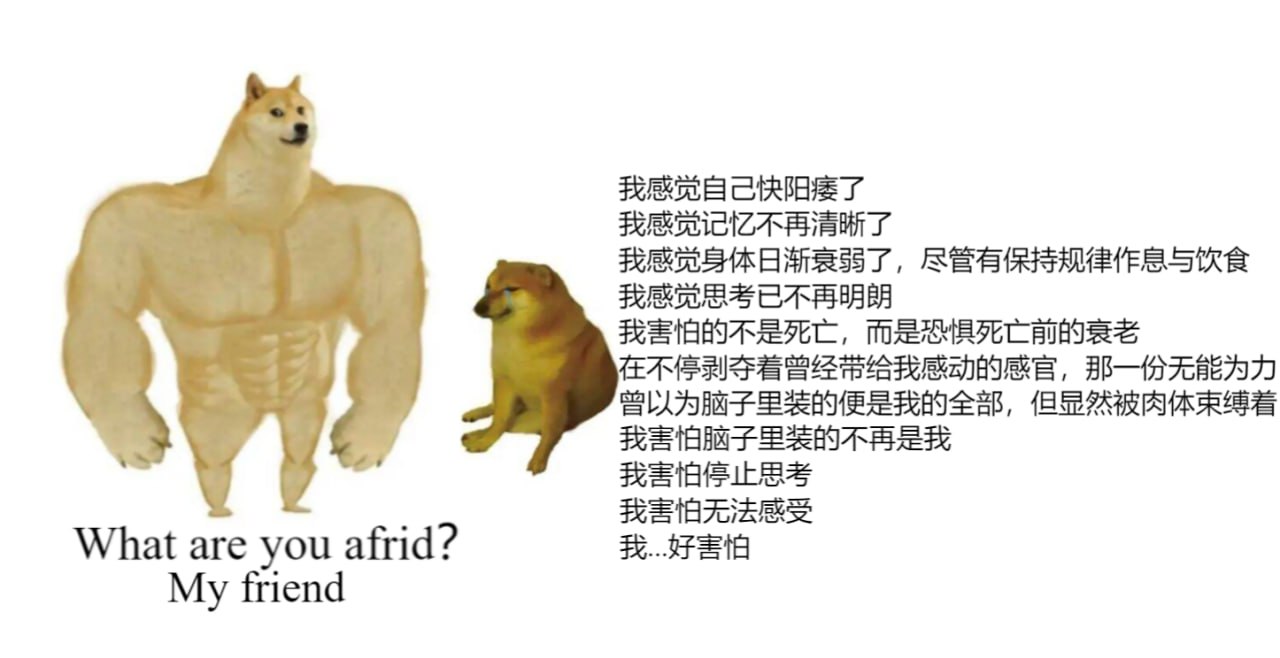 我感觉自己快阳痿了
我感觉记忆不再清晰了
我感觉身体日渐衰弱了，尽管有保持规律作息与饮食
我感觉思考已不再明朗
我害怕的不是死亡，而是恐惧死亡前的衰老
在不停剥夺着曾经带给我感动的感官，那一份无能为力
曾以为脑子里装的便是我的全部，但显然被肉体束缚着
我害怕脑子里装的不再是我
我害怕停止思考
我害怕无法感受
我...好害怕
What are you afrid?
My friend